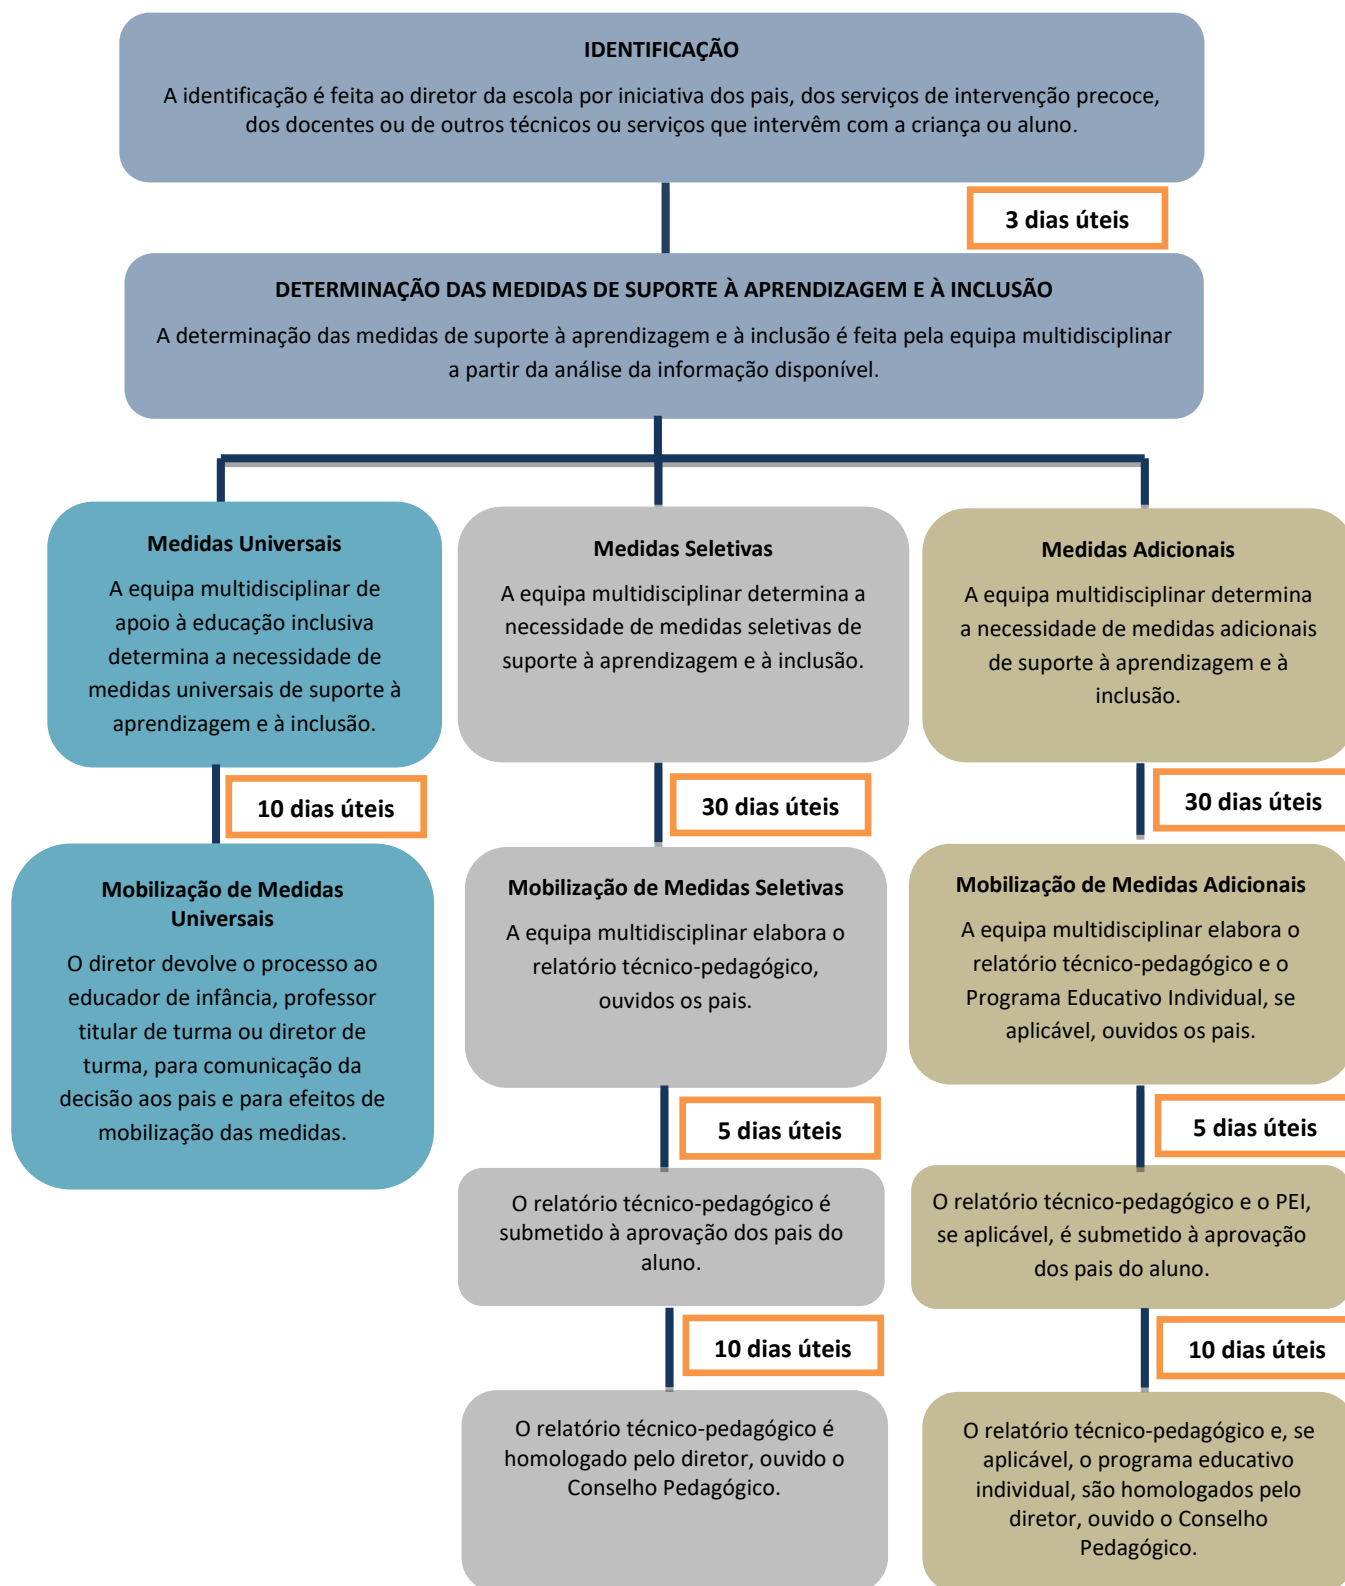 IDENTIFICAÇÃO
A identificação é feita ao diretor da escola por iniciativa dos pais, dos serviços de intervenção precoce,
dos docentes ou de outros técnicos ou serviços que intervêm com a criança ou aluno.
3 dias úteis
DETERMINAÇÃO DAS MEDIDAS DE SUPORTE À APRENDIZAGEM E À INCLUSÃO
A determinação das medidas de suporte à aprendizagem e à inclusão é feita pela equipa multidisciplinar
a partir da análise da informação disponível.
Medidas Universais
A equipa multidisciplinar de
apoio à educação inclusiva
determina a necessidade de
medidas universais de suporte à
aprendizagem e à inclusão.
10 dias úteis
Mobilização de Medidas
Universais
O diretor devolve o processo ao
educador de infância, professor
titular de turma ou diretor de
turma, para comunicação da
decisão aos pais e para efeitos de
mobilização das medidas.
Medidas Seletivas
A equipa multidisciplinar determina a
necessidade de medidas seletivas de
suporte à aprendizagem e à inclusão.
30 dias úteis
Mobilização de Medidas Seletivas
A equipa multidisciplinar elabora o
relatório técnico-pedagógico,
ouvidos os pais.
5 dias úteis
O relatório técnico-pedagógico é
submetido à aprovação dos pais do
aluno.
10 dias úteis
O relatório técnico-pedagógico é
homologado pelo diretor, ouvido o
Conselho Pedagógico.
Medidas Adicionais
A equipa multidisciplinar determina
a necessidade de medidas adicionais
de suporte à aprendizagem e à
inclusão.
30 dias úteis
Mobilização de Medidas Adicionais
A equipa multidisciplinar elabora o
relatório técnico-pedagógico e o
Programa Educativo Individual, se
aplicável, ouvidos os pais.
5 dias úteis
O relatório técnico-pedagógico e o PEI,
se aplicável, é submetido à aprovação
dos pais do aluno.
10 dias úteis
O relatório técnico-pedagógico e, se
aplicável, o programa educativo
individual, são homologados pelo
diretor, ouvido o Conselho
Pedagógico.